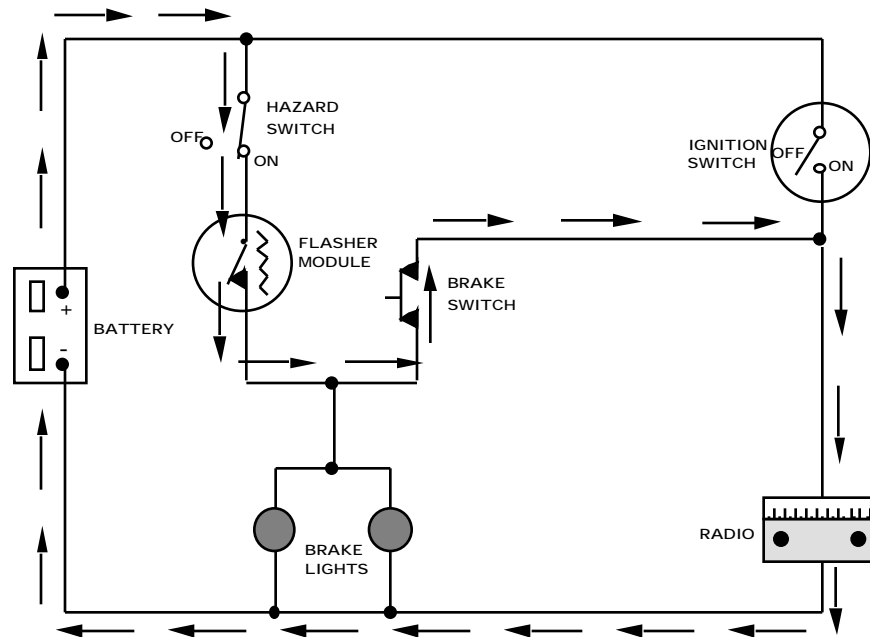 HAZARD
SWITCH
OFF
ON
IGNITION
SWITCH
OFF
ON
FLASHER
MODULE
BRAKE
SWITCH
+
BATTERY
-
RADIO
BRAKE
LIGHTS